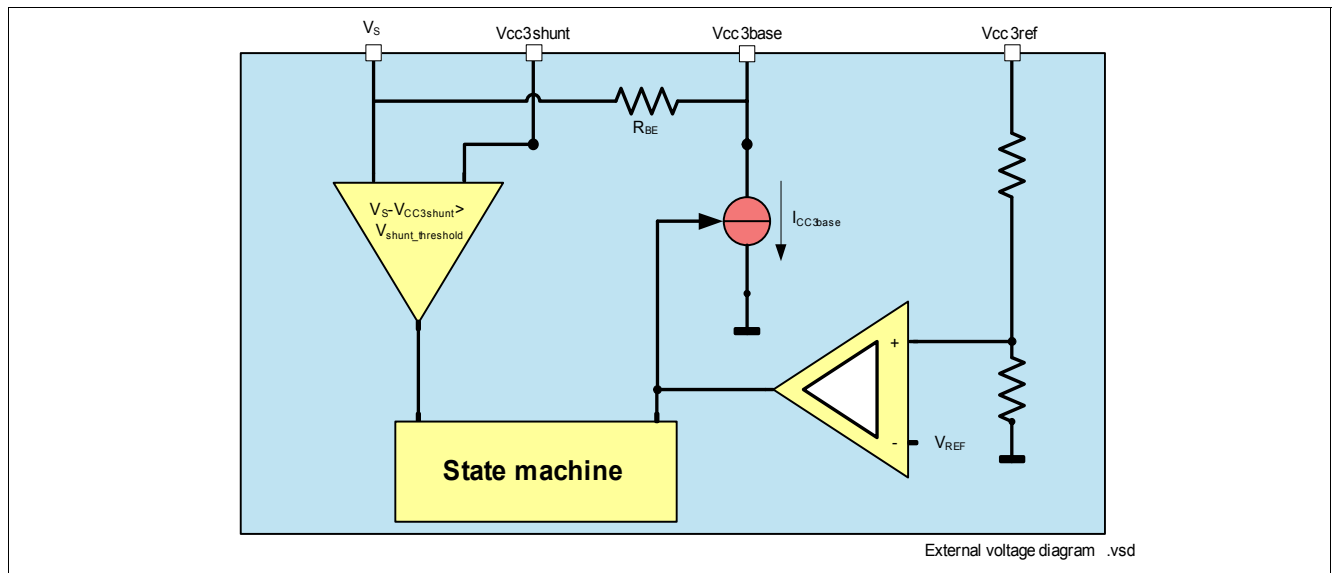 VS
Vcc3shunt
Vcc3base
Vcc3ref
RBE
VS-VCC3shunt>
Vshunt_threshold
ICC3base
+
-
VREF
State machine
External voltage diagram .vsd